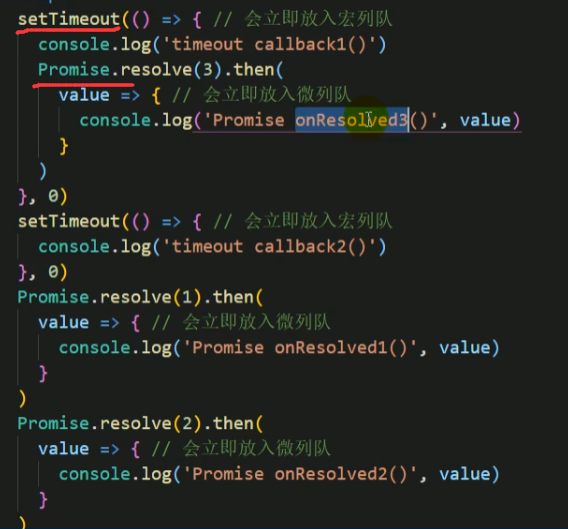 setTimeout(() => { // 会立即放入宏列队
console.log('timeout callback1()')
Promise.resolve(3).then(
value => { // 会立即放入微列队
console.log('Promise onResolved3()', value)
}
)
}, 0)
setTimeout(() => { // 会立即放入宏列队
console.log('timeout callback2()')
}, 0)
Promise.resolve(1).then(
value => { // 会立即放入微列队
console.log('Promise onResolved1()', value)
}
)
Promise.resolve(2).then(
value => { // 会立即放入微列队
console.log('Promise onResolved2()', value)
}
)